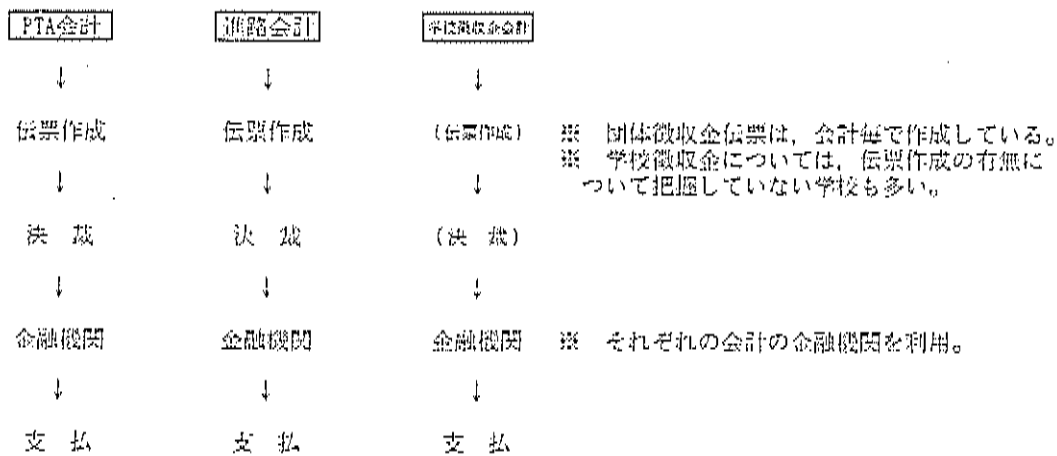 PTA会計 進路会計 学校徴収金会計
↓ ↓ ↓
伝票作成 伝票作成 (伝票作成) ※ 団体徴収金伝票は,会計毎で作成している。
※ 学校徴収金については,伝票作成の有無に
ついて把握していない学校も多い。
↓ ↓ ↓
決 裁 決 裁 (決 裁)
↓ ↓ ↓
金融機関 金融機関 金融機関 ※ それぞれの会計の金融機関を利用。
↓ ↓ ↓
支 払 支 払 支 払